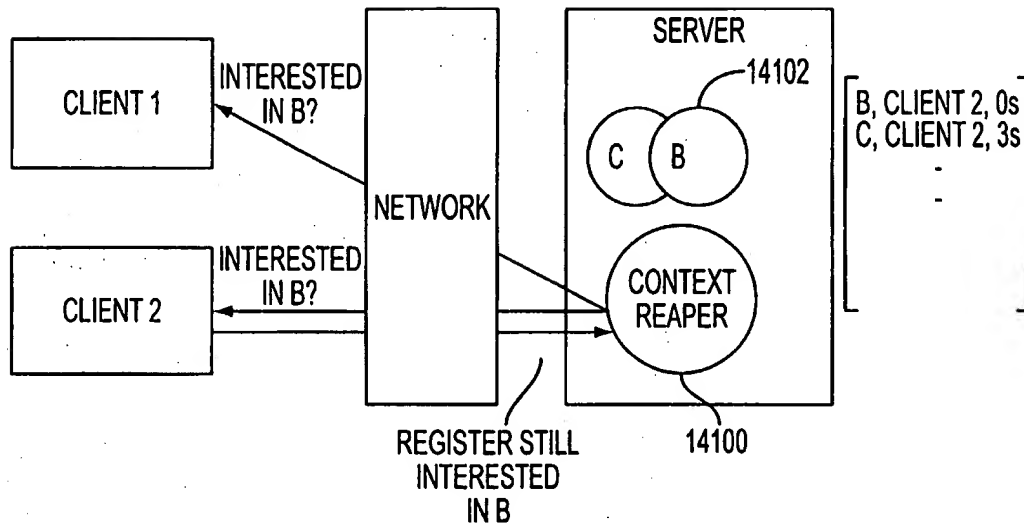 SERVER
14102
INTERESTED
IN B?
CLIENT 1
B, CLIENT 2, 0s
C, CLIENT 2, 3s
C
B
NETWORK
INTERESTED
IN B?
CLIENT 2
CONTEXT
REAPER
REGISTER STILL
INTERESTED
IN B
14100